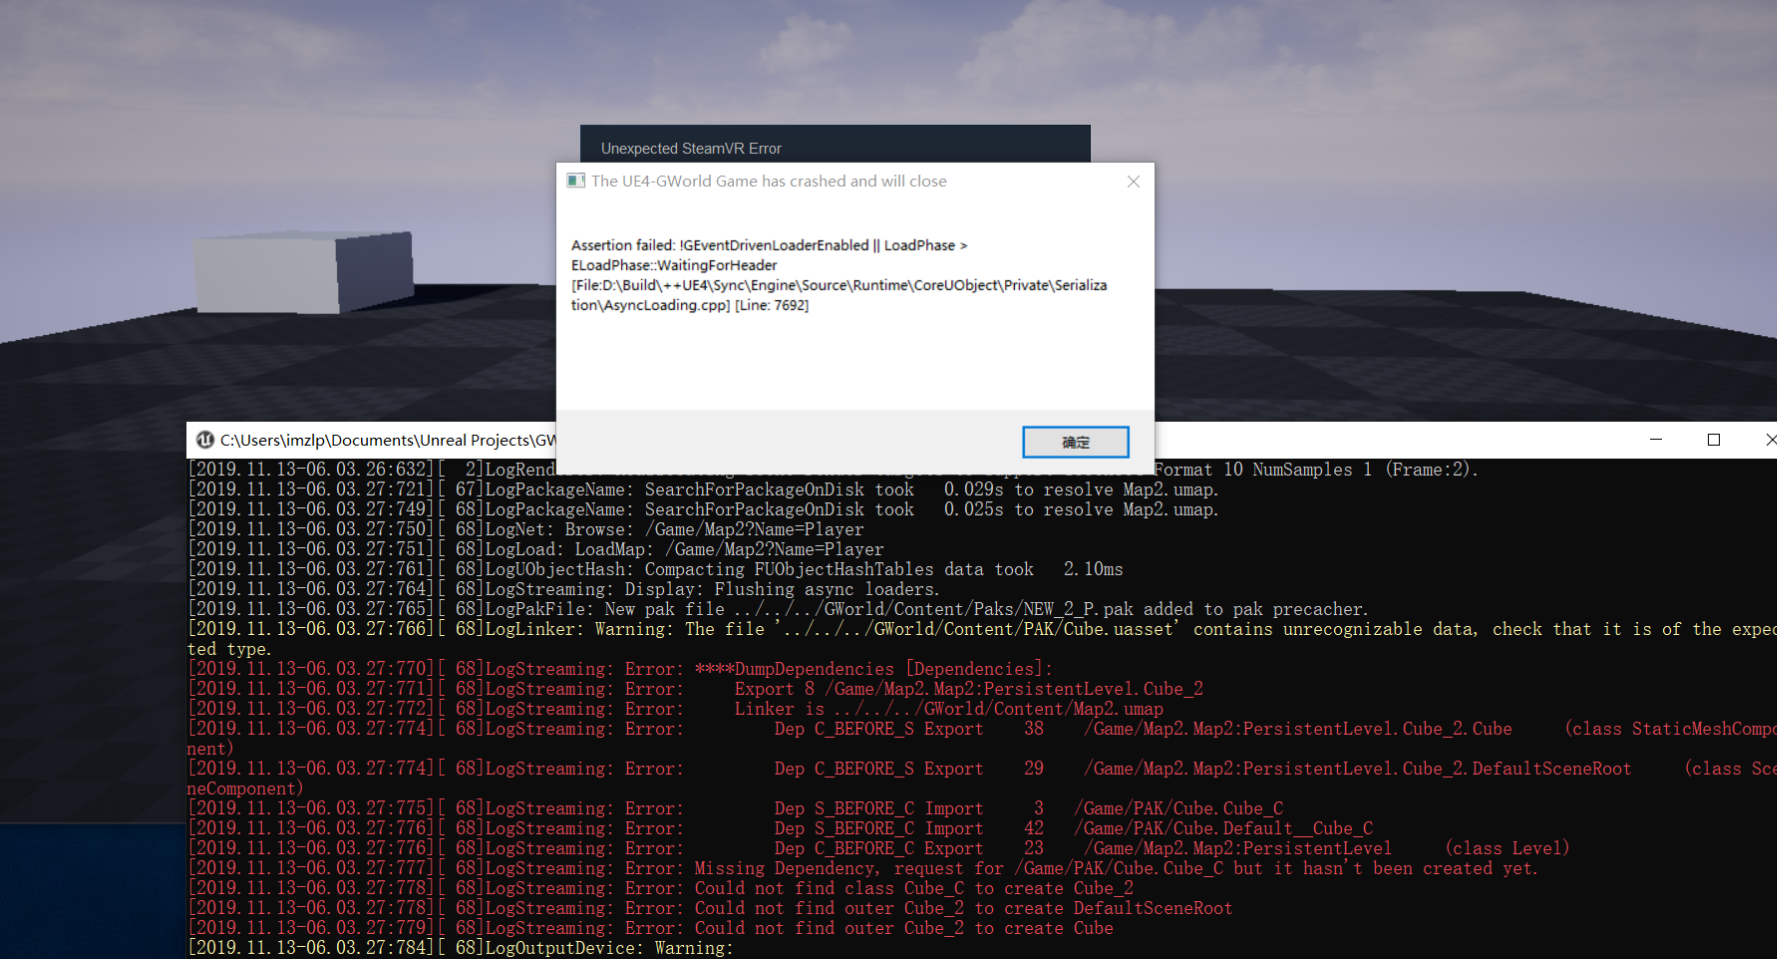 Unexpected SteamVR Error
The UE4-GWorld Game has crashed and will close
Assertion failed: !GEventDrivenLoaderEnabled || LoadPhase >
ELoadPhase::WaitingForHeader
[File:D:\Build\++UE4\Sync\Engine\Source\Runtime\CoreUObject\Private\Serializa
tion\AsyncLoading.cpp] [Line: 7692]
确定
C:\Users\imzlp\Documents\Unreal Projects\GW
[2019.11.13-06.03.26:632][  2]LogRend Format 10 NumSamples 1 (Frame:2).
[2019.11.13-06.03.27:721][ 67]LogPackageName: SearchForPackageOnDisk took   0.029s to resolve Map2.umap.
[2019.11.13-06.03.27:749][ 68]LogPackageName: SearchForPackageOnDisk took   0.025s to resolve Map2.umap.
[2019.11.13-06.03.27:750][ 68]LogNet: Browse: /Game/Map2?Name=Player
[2019.11.13-06.03.27:751][ 68]LogLoad: LoadMap: /Game/Map2?Name=Player
[2019.11.13-06.03.27:761][ 68]LogUObjectHash: Compacting FUObjectHashTables data took   2.10ms
[2019.11.13-06.03.27:764][ 68]LogStreaming: Display: Flushing async loaders.
[2019.11.13-06.03.27:765][ 68]LogPakFile: New pak file ../../../GWorld/Content/Paks/NEW_2_P.pak added to pak precacher.
[2019.11.13-06.03.27:766][ 68]LogLinker: Warning: The file '../../../GWorld/Content/PAK/Cube.uasset' contains unrecognizable data, check that it is of the expec
ted type.
[2019.11.13-06.03.27:770][ 68]LogStreaming: Error: ****DumpDependencies [Dependencies]:
[2019.11.13-06.03.27:771][ 68]LogStreaming: Error:     Export 8 /Game/Map2.Map2:PersistentLevel.Cube_2
[2019.11.13-06.03.27:772][ 68]LogStreaming: Error:     Linker is ../../../GWorld/Content/Map2.umap
[2019.11.13-06.03.27:774][ 68]LogStreaming: Error:         Dep C_BEFORE_S Export    38    /Game/Map2.Map2:PersistentLevel.Cube_2.Cube     (class StaticMeshCompo
nent)
[2019.11.13-06.03.27:774][ 68]LogStreaming: Error:         Dep C_BEFORE_S Export    29    /Game/Map2.Map2:PersistentLevel.Cube_2.DefaultSceneRoot     (class Sce
neComponent)
[2019.11.13-06.03.27:775][ 68]LogStreaming: Error:         Dep S_BEFORE_C Import     3   /Game/PAK/Cube.Cube_C
[2019.11.13-06.03.27:776][ 68]LogStreaming: Error:         Dep S_BEFORE_C Import    42   /Game/PAK/Cube.Default__Cube_C
[2019.11.13-06.03.27:776][ 68]LogStreaming: Error:         Dep C_BEFORE_C Export    23    /Game/Map2.Map2:PersistentLevel     (class Level)
[2019.11.13-06.03.27:777][ 68]LogStreaming: Error: Missing Dependency, request for /Game/PAK/Cube.Cube_C but it hasn't been created yet.
[2019.11.13-06.03.27:778][ 68]LogStreaming: Error: Could not find class Cube_C to create Cube_2
[2019.11.13-06.03.27:778][ 68]LogStreaming: Error: Could not find outer Cube_2 to create DefaultSceneRoot
[2019.11.13-06.03.27:779][ 68]LogStreaming: Error: Could not find outer Cube_2 to create Cube
[2019.11.13-06.03.27:784][ 68]LogOutputDevice: Warning: